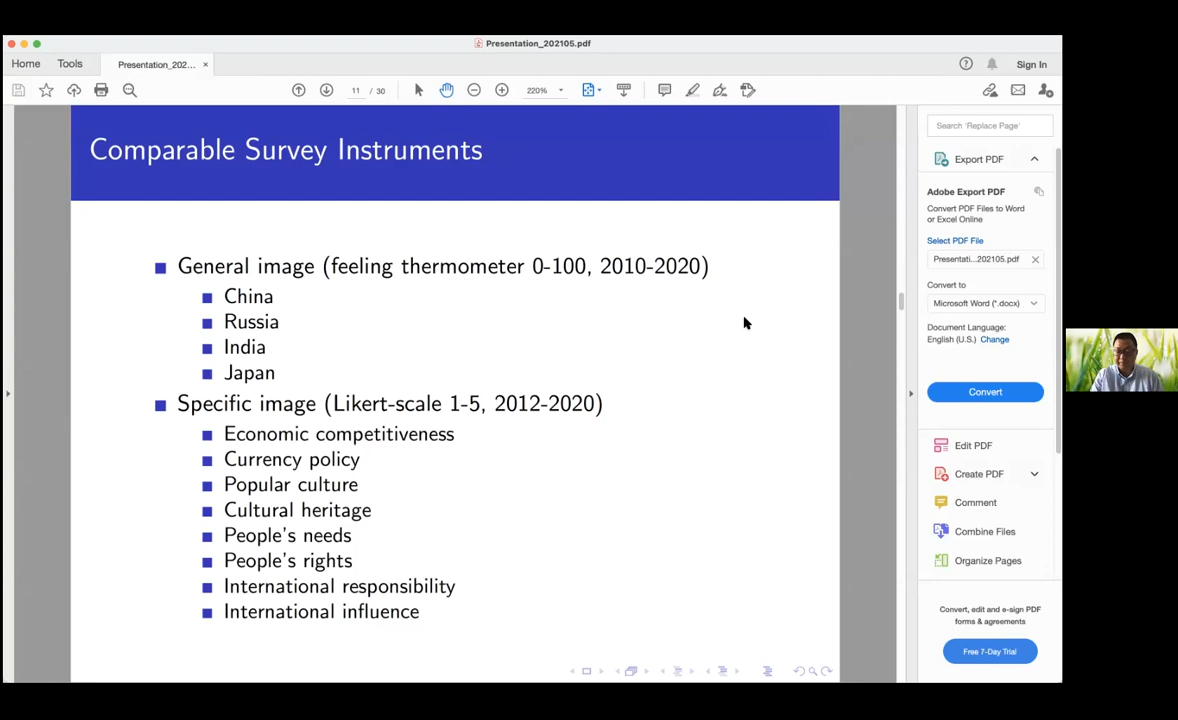 Presentation_202105.pdf
Home
Tools
Presentation_202... ×
Sign In
11 / 30
220%
Comparable Survey Instruments
General image (feeling thermometer 0-100, 2010-2020)
China
Russia
India
Japan
Specific image (Likert-scale 1-5, 2012-2020)
Economic competitiveness
Currency policy
Popular culture
Cultural heritage
People's needs
People's rights
International responsibility
International influence
Search 'Replace Page'
Export PDF
Adobe Export PDF
Convert PDF Files to Word
or Excel Online
Select PDF File
Presentati...202105.pdf
Convert to
Microsoft Word (*.docx)
Document Language:
English (U.S.) Change
Convert
Edit PDF
Create PDF
Comment
Combine Files
Organize Pages
Convert, edit and e-sign PDF
forms & agreements
Free 7-Day Trial